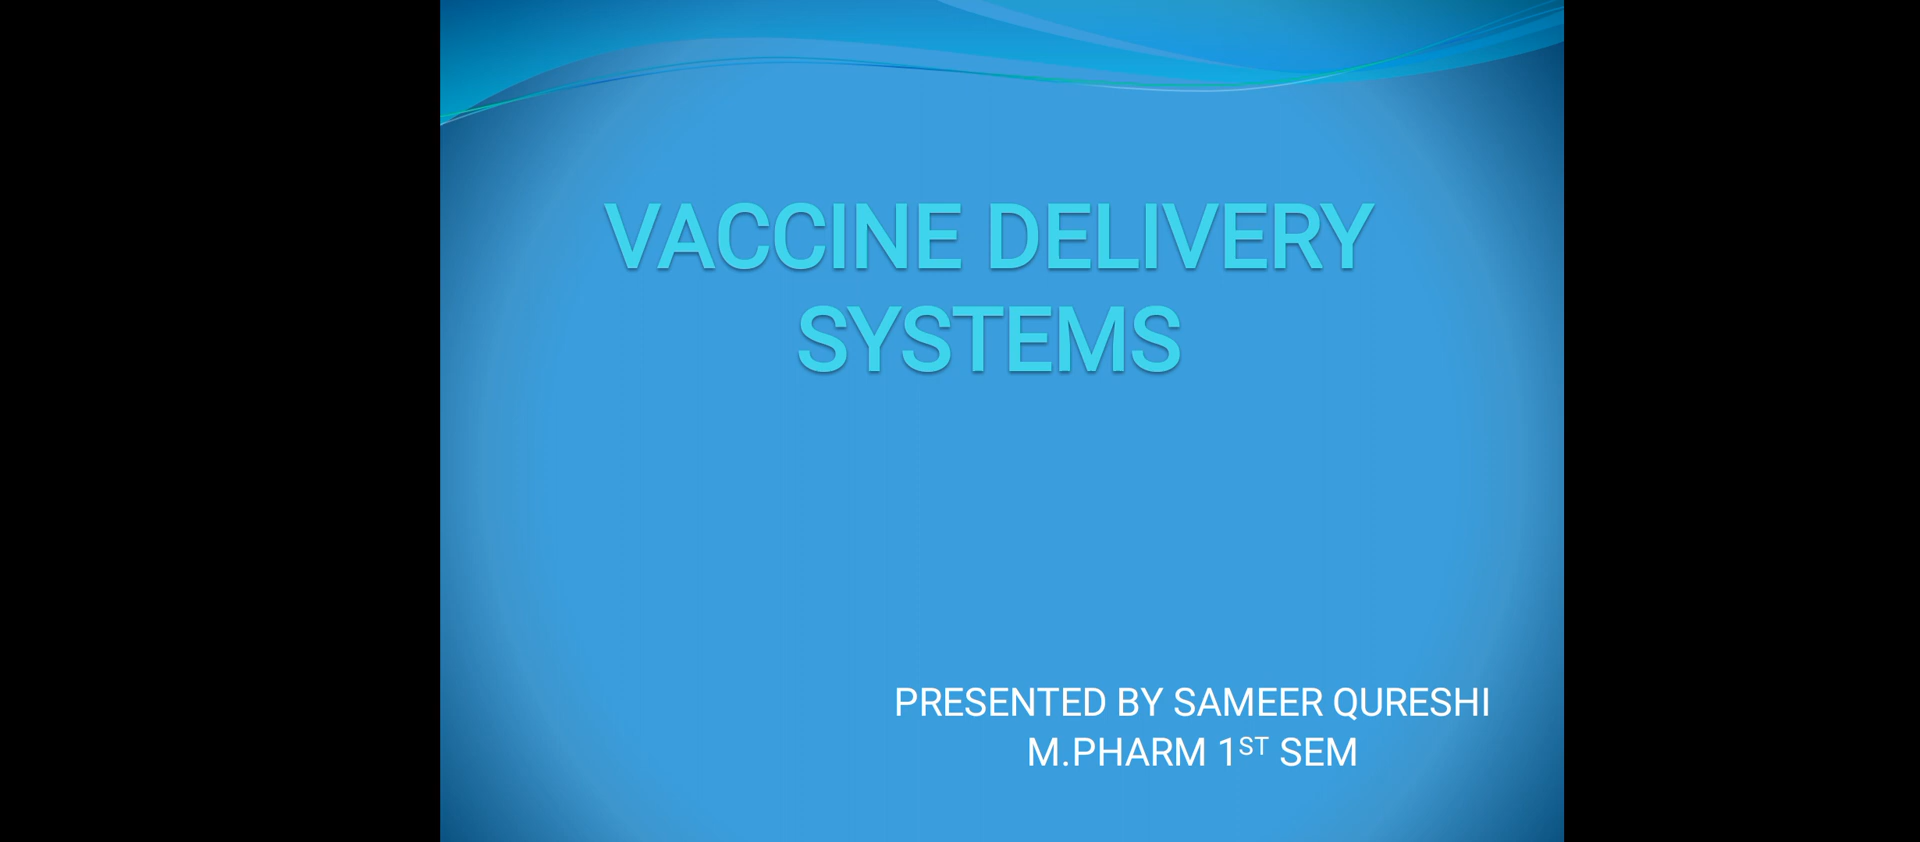 VACCINE DELIVERY
SYSTEMS
PRESENTED BY SAMEER QURESHI
M.PHARM 1ST SEM